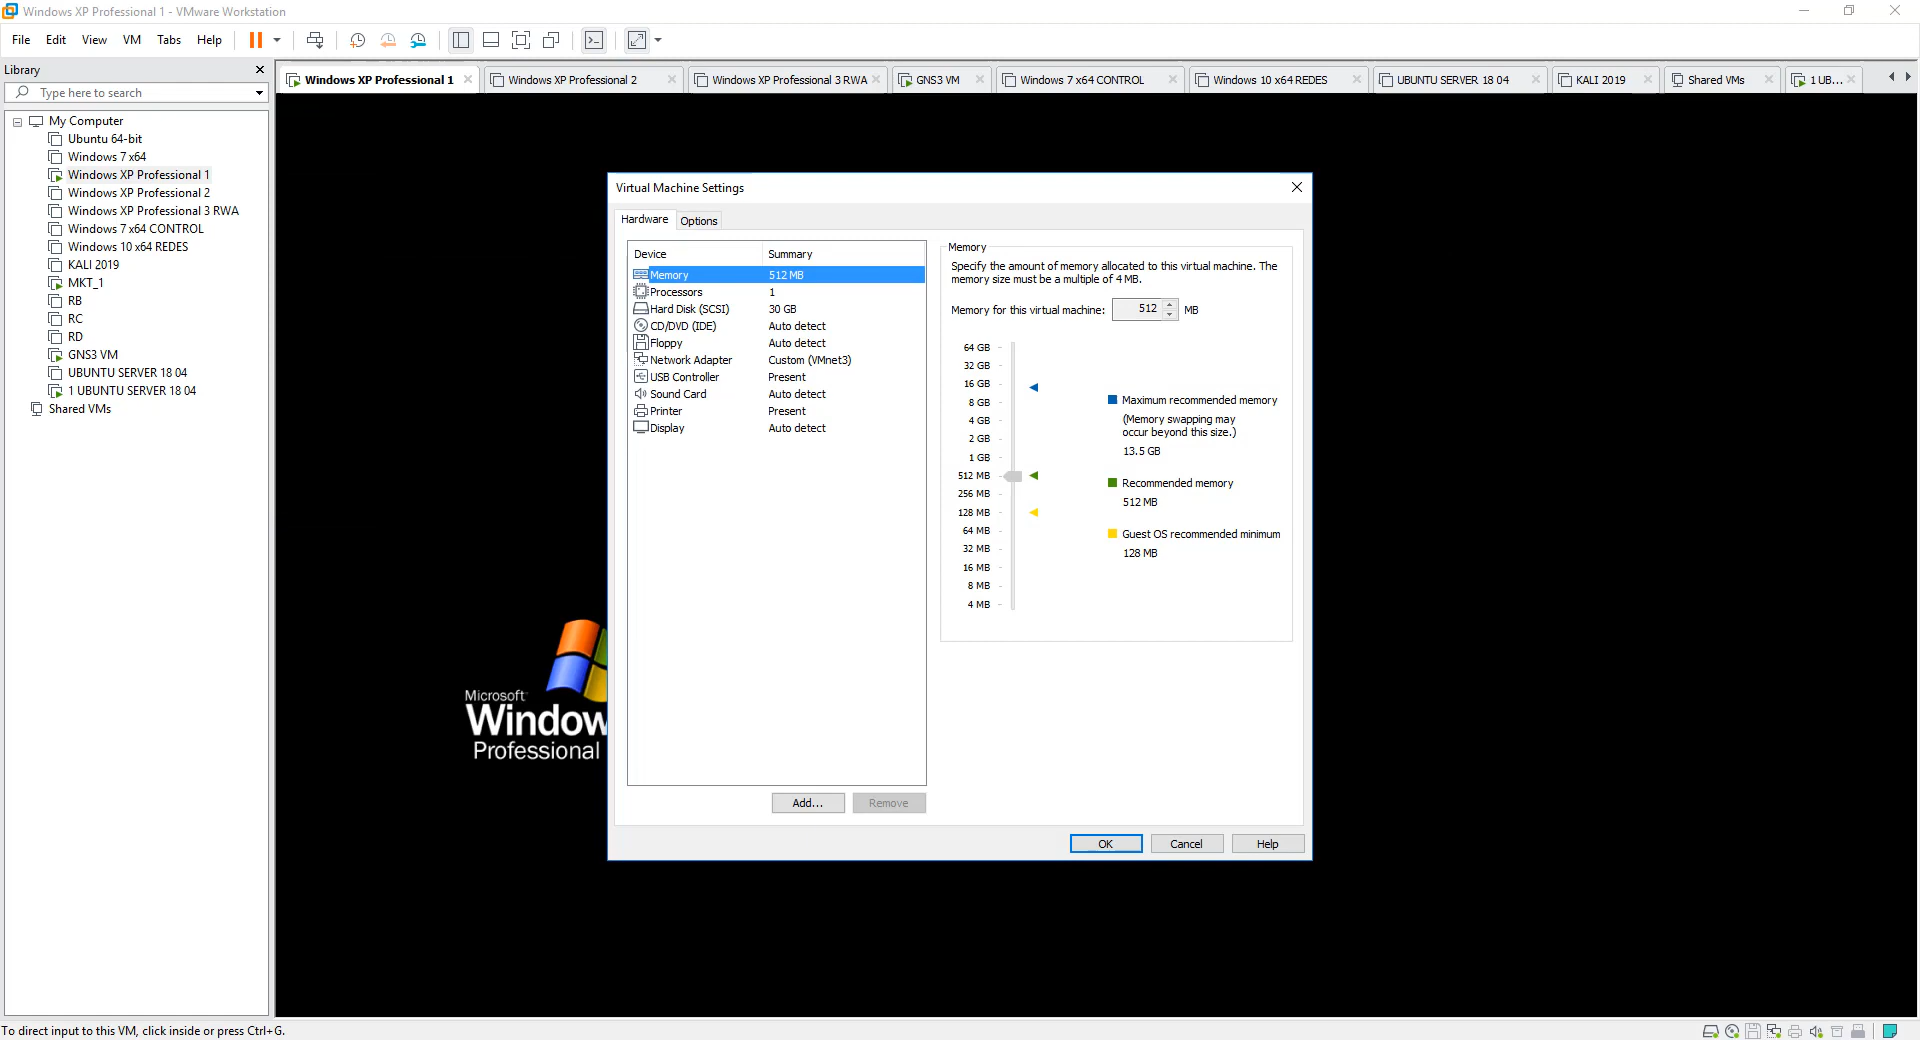 Windows XP Professional 1 - VMware Workstation
File Edit View VM Tabs Help
Library
Type here to search
Windows XP Professional 1
Windows XP Professional 2
Windows XP Professional 3 RWA
GNS3 VM
Windows 7 x64 CONTROL
Windows 10 x64 REDES
UBUNTU SERVER 18 04
KALI 2019
Shared VMs
1 UB...
My Computer
Ubuntu 64-bit
Windows 7 x64
Windows XP Professional 1
Windows XP Professional 2
Windows XP Professional 3 RWA
Windows 7 x64 CONTROL
Windows 10 x64 REDES
KALI 2019
MKT_1
RB
RC
RD
GNS3 VM
UBUNTU SERVER 18 04
1 UBUNTU SERVER 18 04
Shared VMs
Microsoft
Window
Professional
Virtual Machine Settings
Hardware Options
Device Summary
Memory 512 MB
Processors 1
Hard Disk (SCSI) 30 GB
CD/DVD (IDE) Auto detect
Floppy Auto detect
Network Adapter Custom (VMnet3)
USB Controller Present
Sound Card Auto detect
Printer Present
Display Auto detect
Add... Remove
Memory
Specify the amount of memory allocated to this virtual machine. The
memory size must be a multiple of 4 MB.
Memory for this virtual machine: 512 MB
64 GB
32 GB
16 GB
8 GB
4 GB
2 GB
1 GB
512 MB
256 MB
128 MB
64 MB
32 MB
16 MB
8 MB
4 MB
Maximum recommended memory
(Memory swapping may
occur beyond this size.)
13.5 GB
Recommended memory
512 MB
Guest OS recommended minimum
128 MB
OK Cancel Help
To direct input to this VM, click inside or press Ctrl+G.